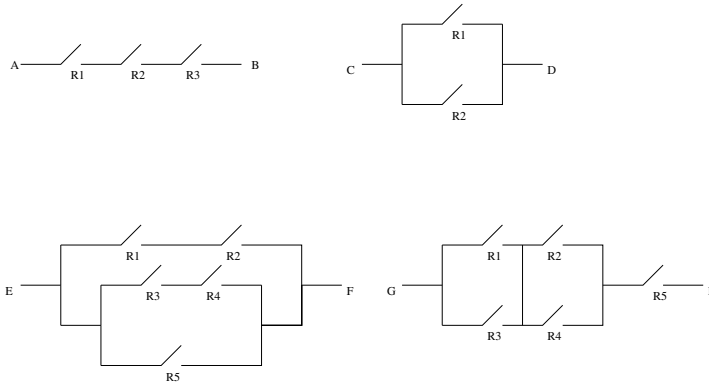 A R1 R2 R3 B
R1
C D
R2
R1 R2
E R3 R4 F
R5
R1 R2
G R5
R3 R4